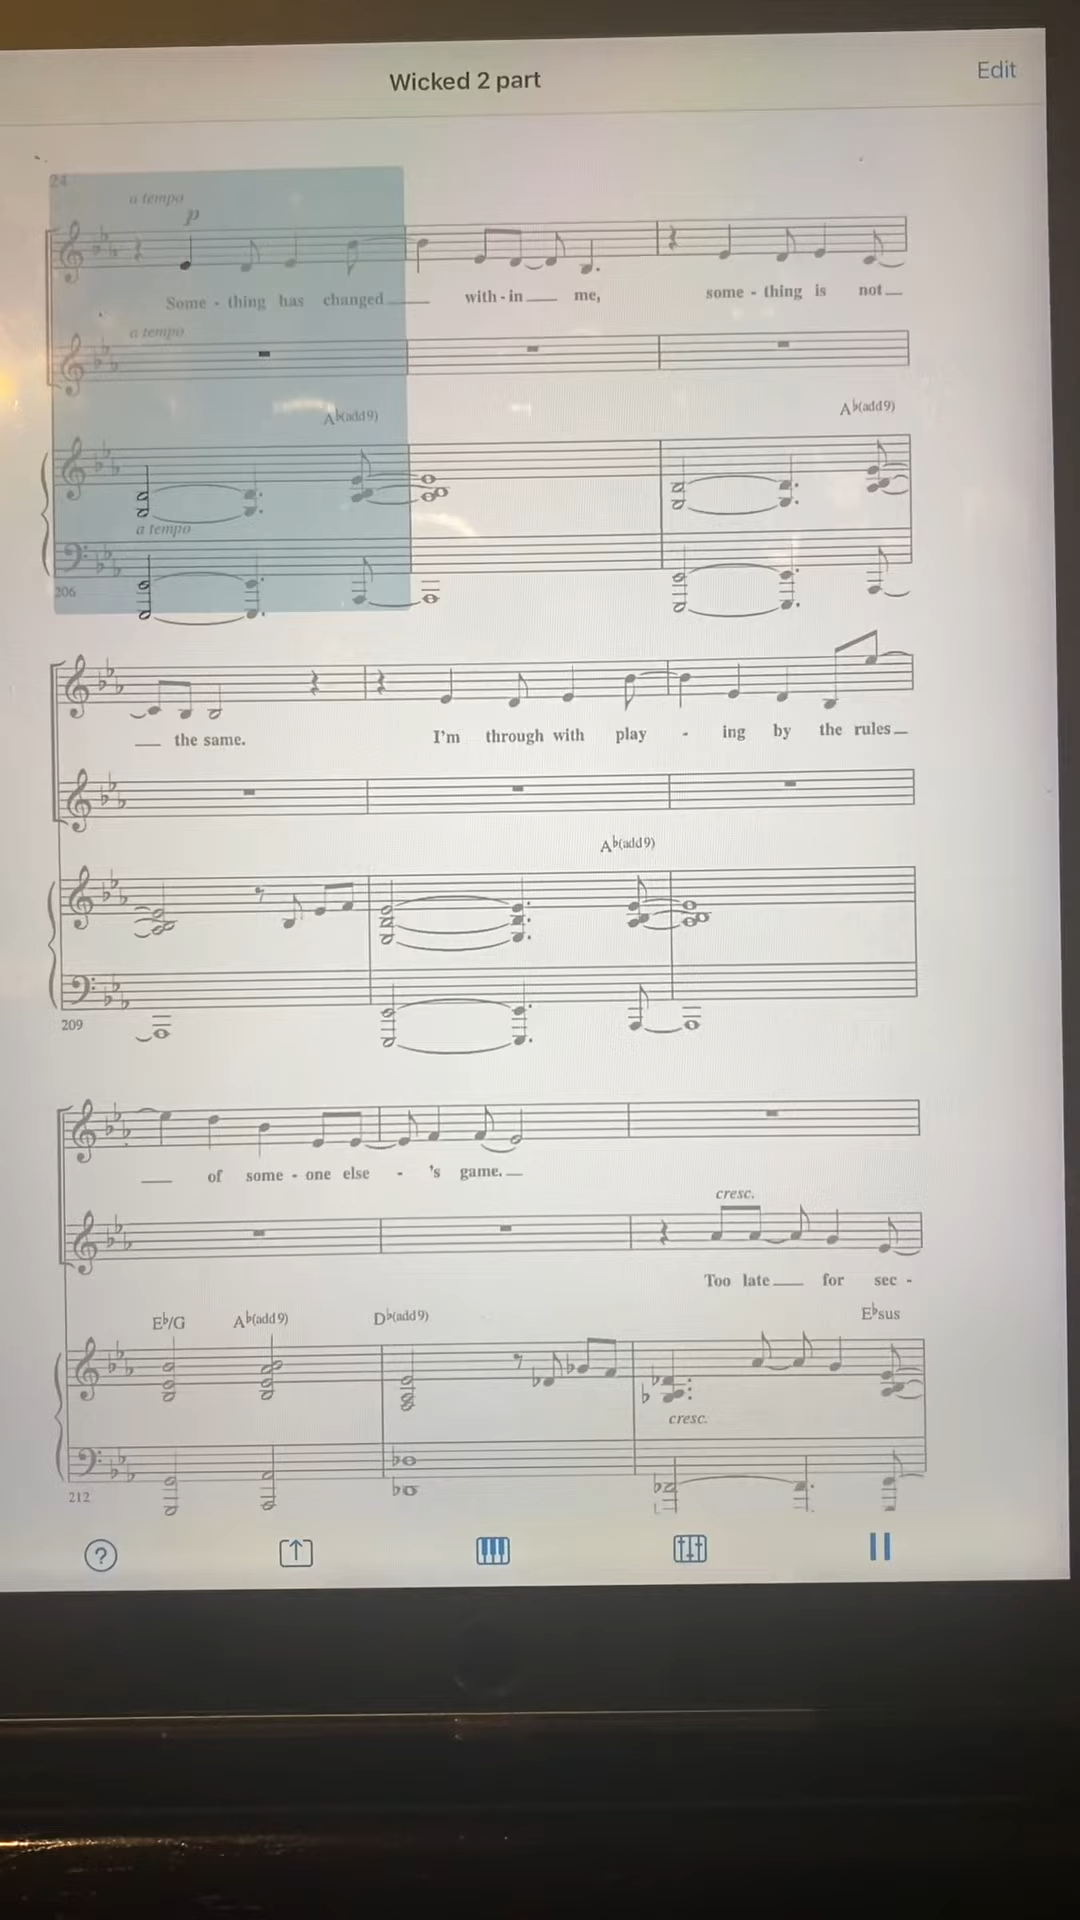 Wicked 2 part
Edit
24
a tempo
p
Some - thing has changed with - in me, some - thing is not
a tempo
A♭(add9) A♭(add9)
a tempo
206
the same. I'm through with play - ing by the rules
A♭(add9)
209
of some - one else - 's game.
cresc.
Too late for sec -
E♭/G A♭(add9) D♭(add9) E♭sus
cresc.
212
?